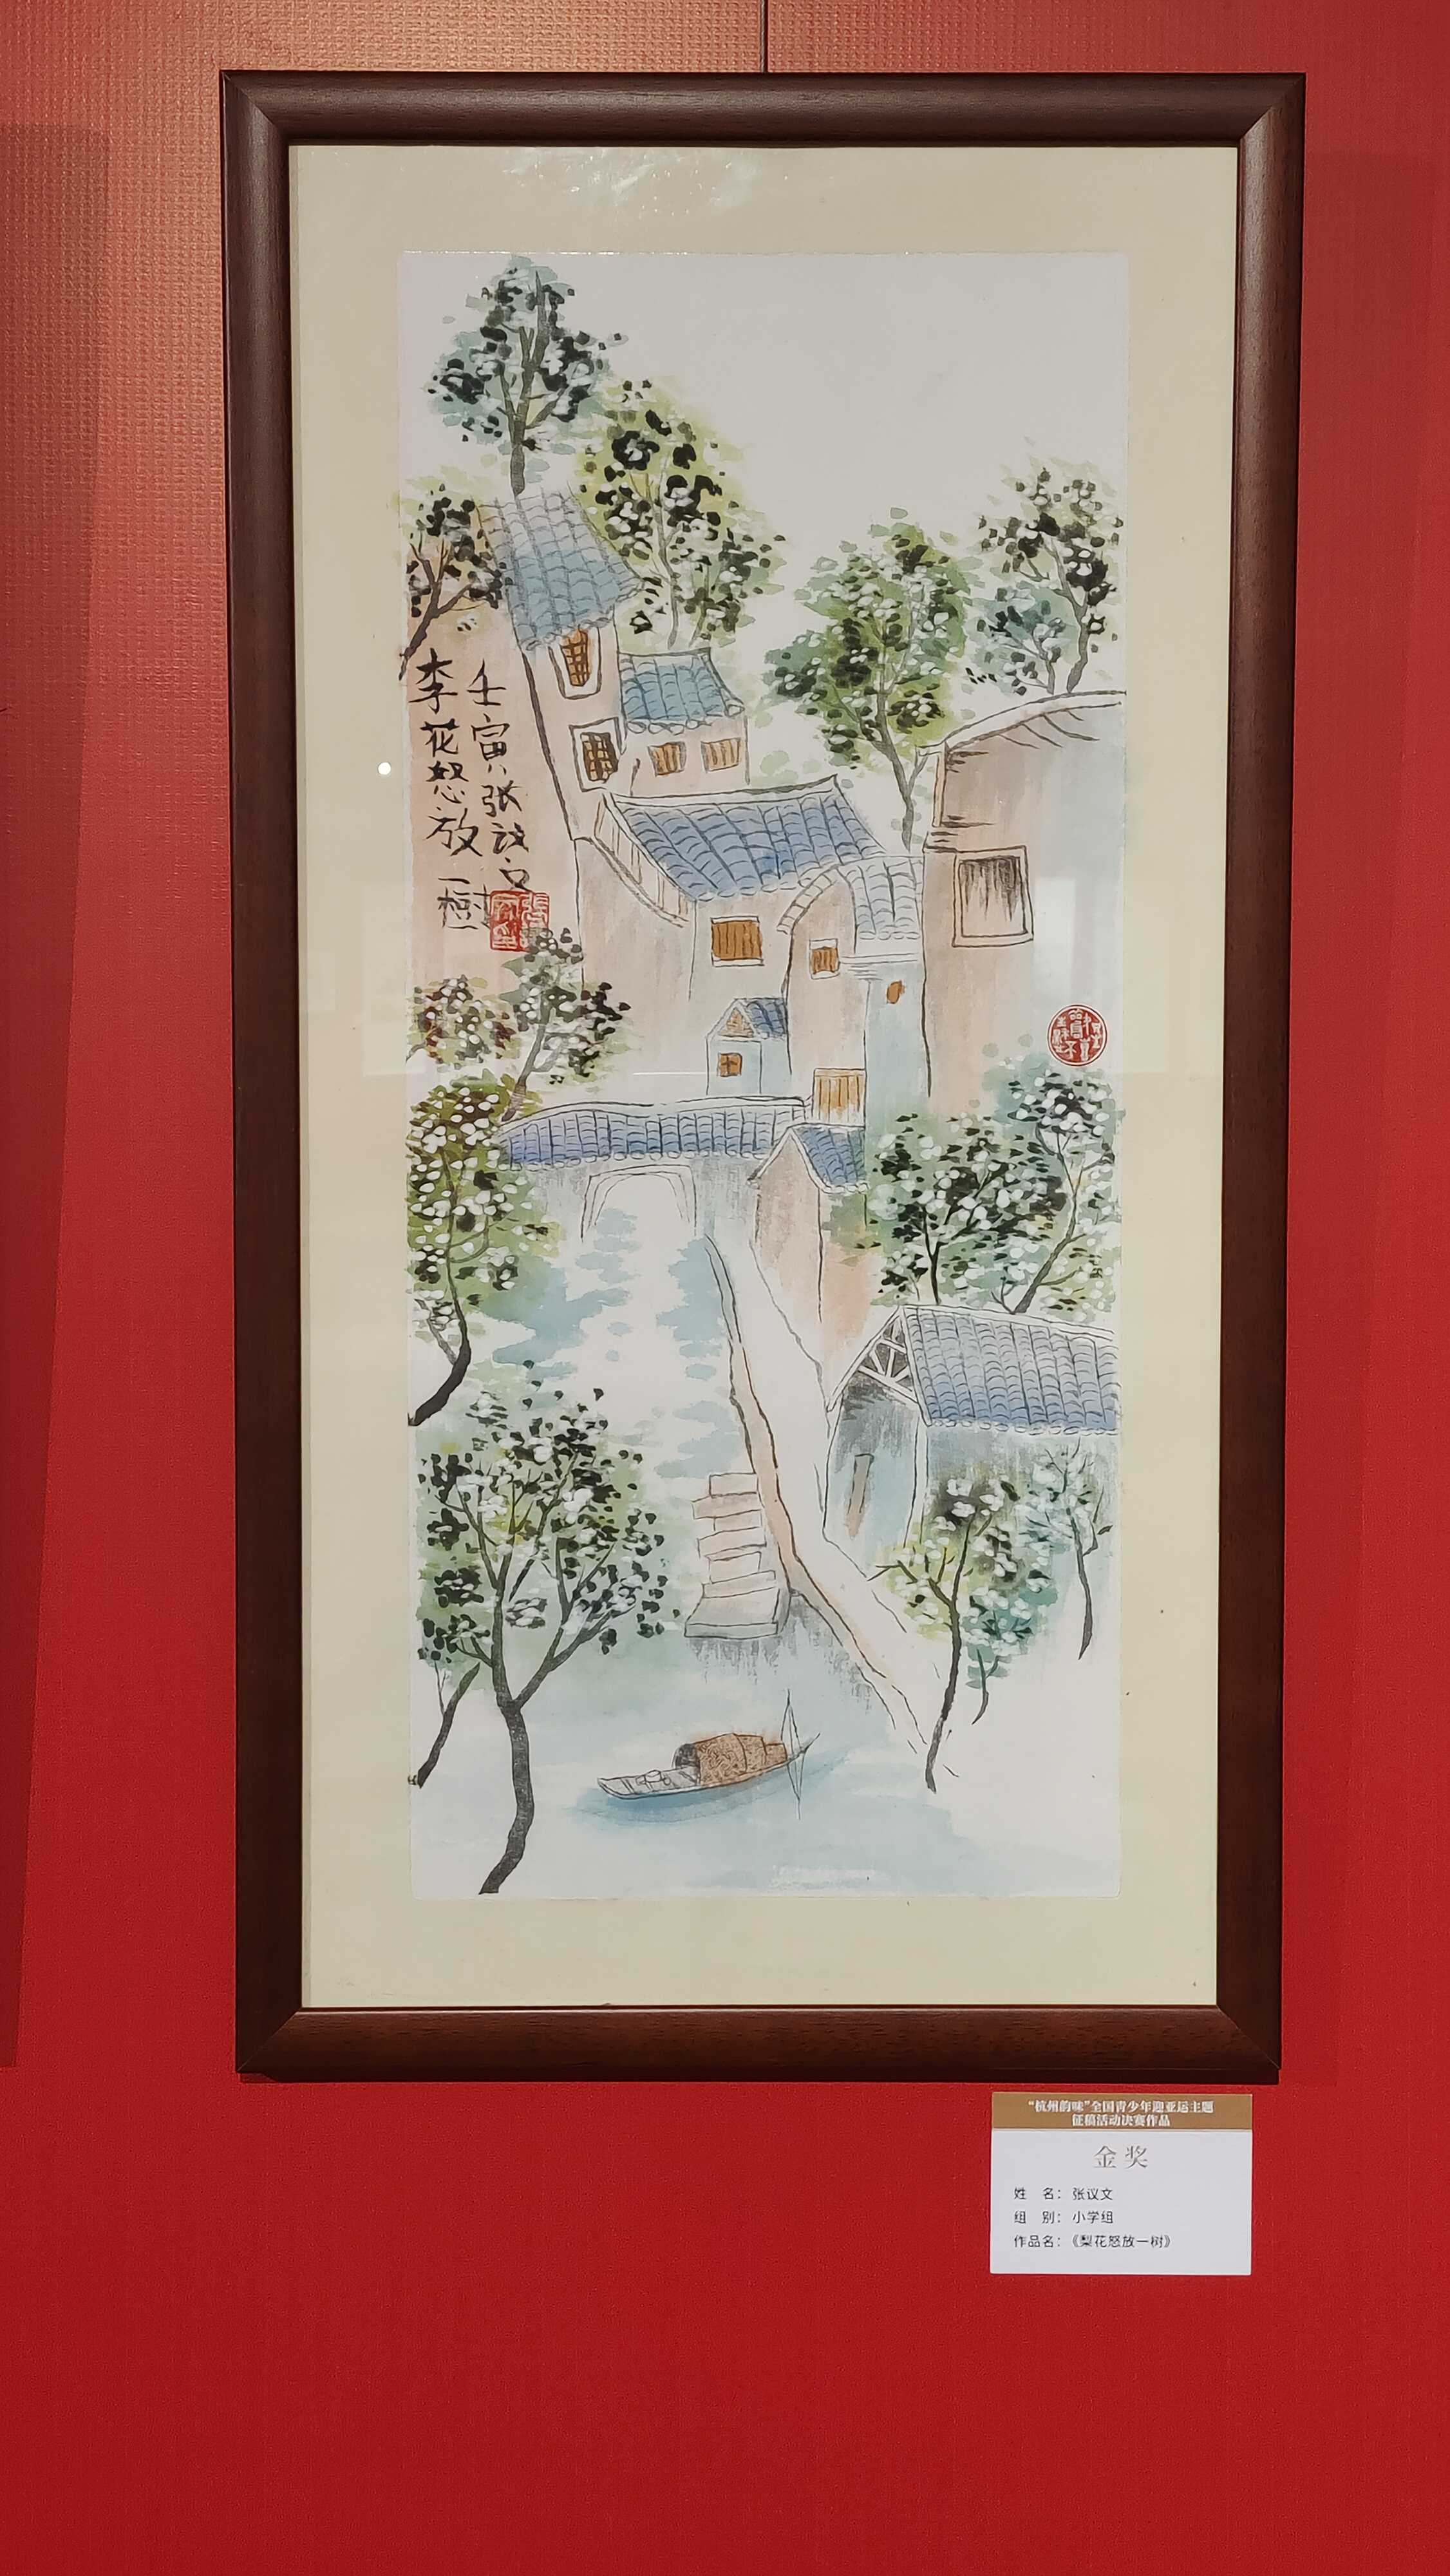 李花怒放一樹
壬寅 张议文
“杭州韵味”全国青少年迎亚运主题
征稿活动决赛作品
金奖
姓 名：张议文
组 别：小学组
作品名：《梨花怒放一树》